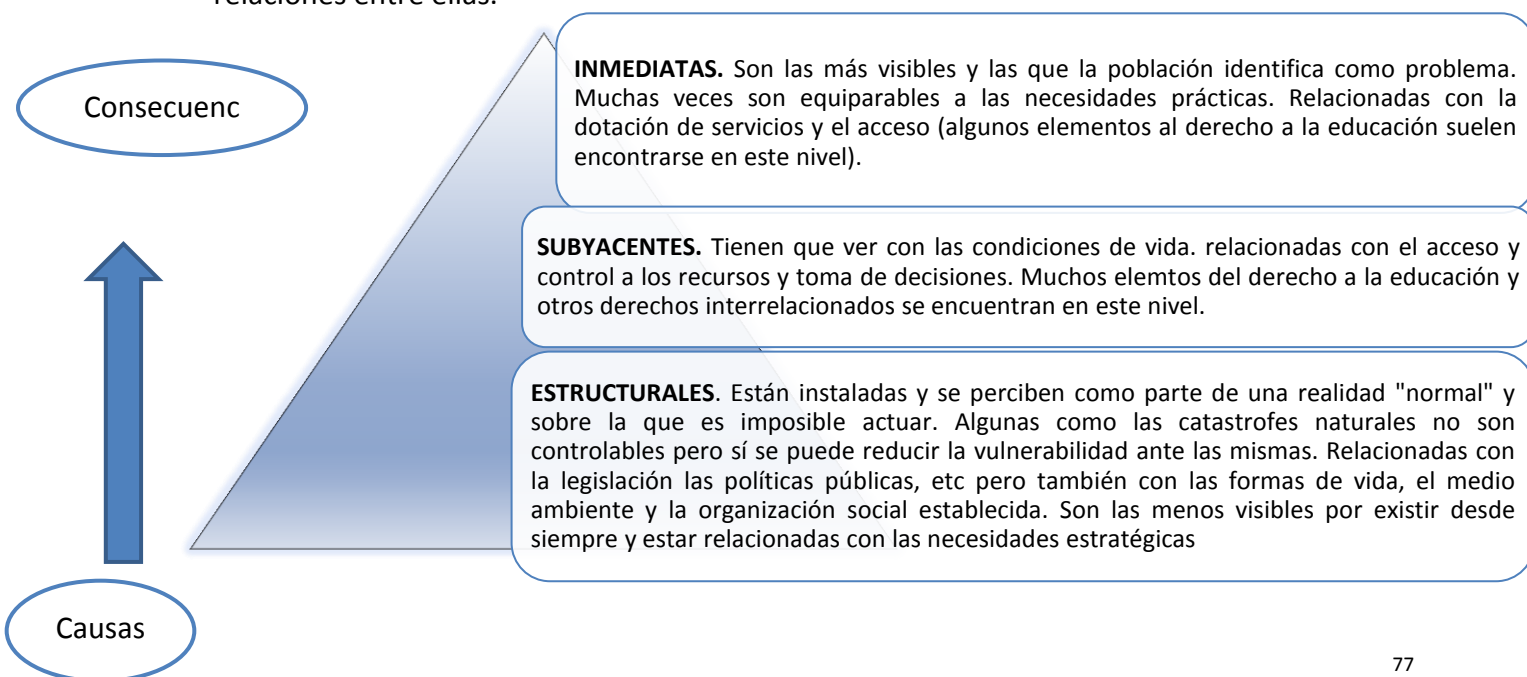 relaciones entre ellas.
INMEDIATAS. Son las más visibles y las que la población identifica como problema.
Muchas veces son equiparables a las necesidades prácticas. Relacionadas con la
dotación de servicios y el acceso (algunos elementos al derecho a la educación suelen
encontrarse en este nivel).
Consecuenc
SUBYACENTES. Tienen que ver con las condiciones de vida. relacionadas con el acceso y
control a los recursos y toma de decisiones. Muchos elemtos del derecho a la educación y
otros derechos interrelacionados se encuentran en este nivel.
ESTRUCTURALES. Están instaladas y se perciben como parte de una realidad "normal" y
sobre la que es imposible actuar. Algunas como las catastrofes naturales no son
controlables pero sí se puede reducir la vulnerabilidad ante las mismas. Relacionadas con
la legislación las políticas públicas, etc pero también con las formas de vida, el medio
ambiente y la organización social establecida. Son las menos visibles por existir desde
siempre y estar relacionadas con las necesidades estratégicas
Causas
77